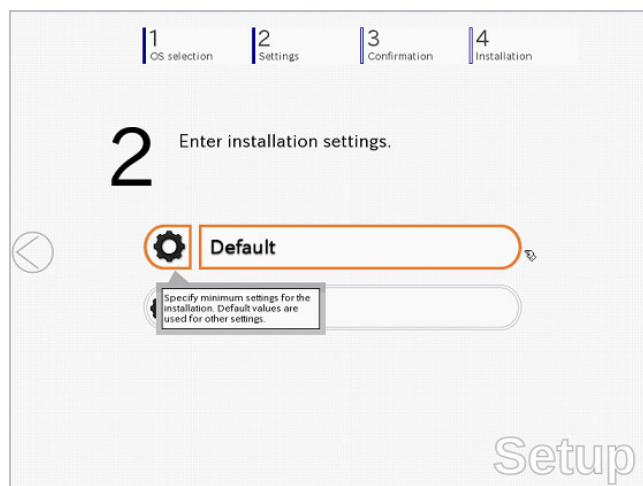 1
OS selection
2
Settings
3
Confirmation
4
Installation
2
Enter installation settings.
Default
Specify minimum settings for the
installation. Default values are
used for other settings.
Setup